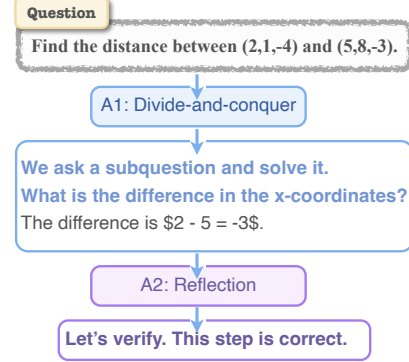 Question
Find the distance between (2,1,-4) and (5,8,-3).
A1: Divide-and-conquer
We ask a subquestion and solve it.
What is the difference in the x-coordinates?
The difference is $2 - 5 = -3$.
A2: Reflection
Let's verify. This step is correct.